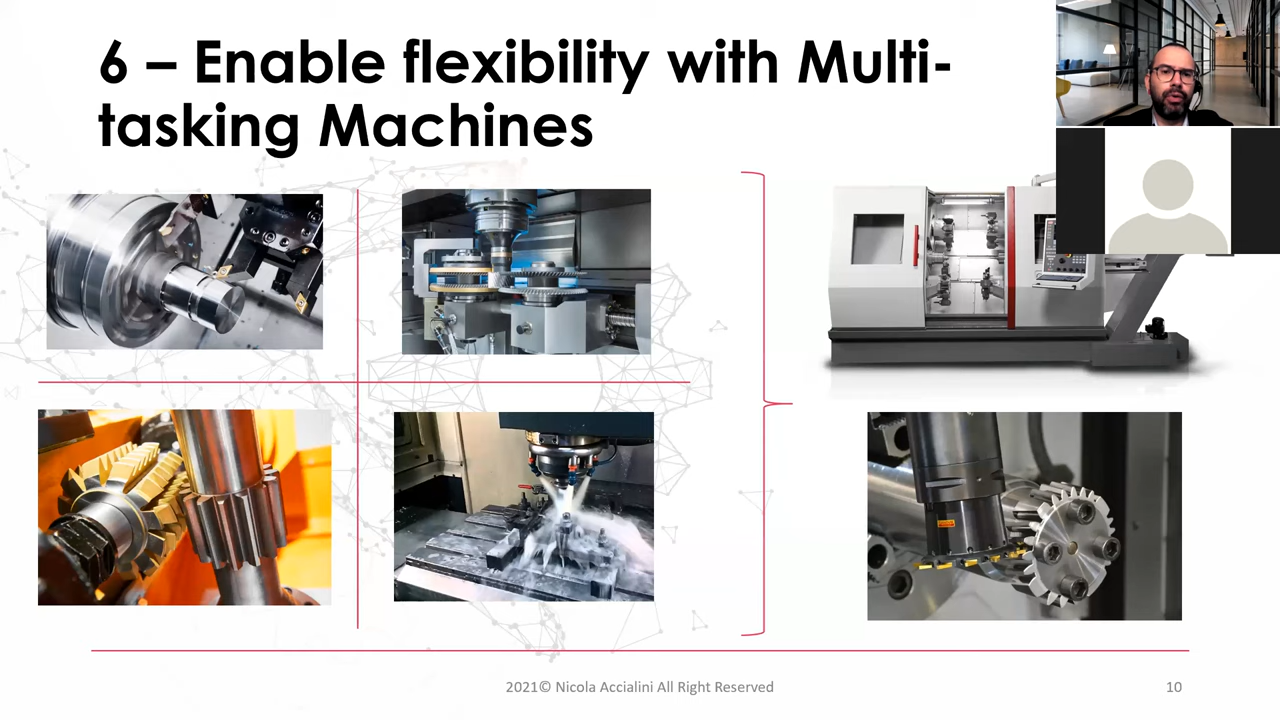 6 – Enable flexibility with Multi-
tasking Machines
2021© Nicola Accialini All Right Reserved
10